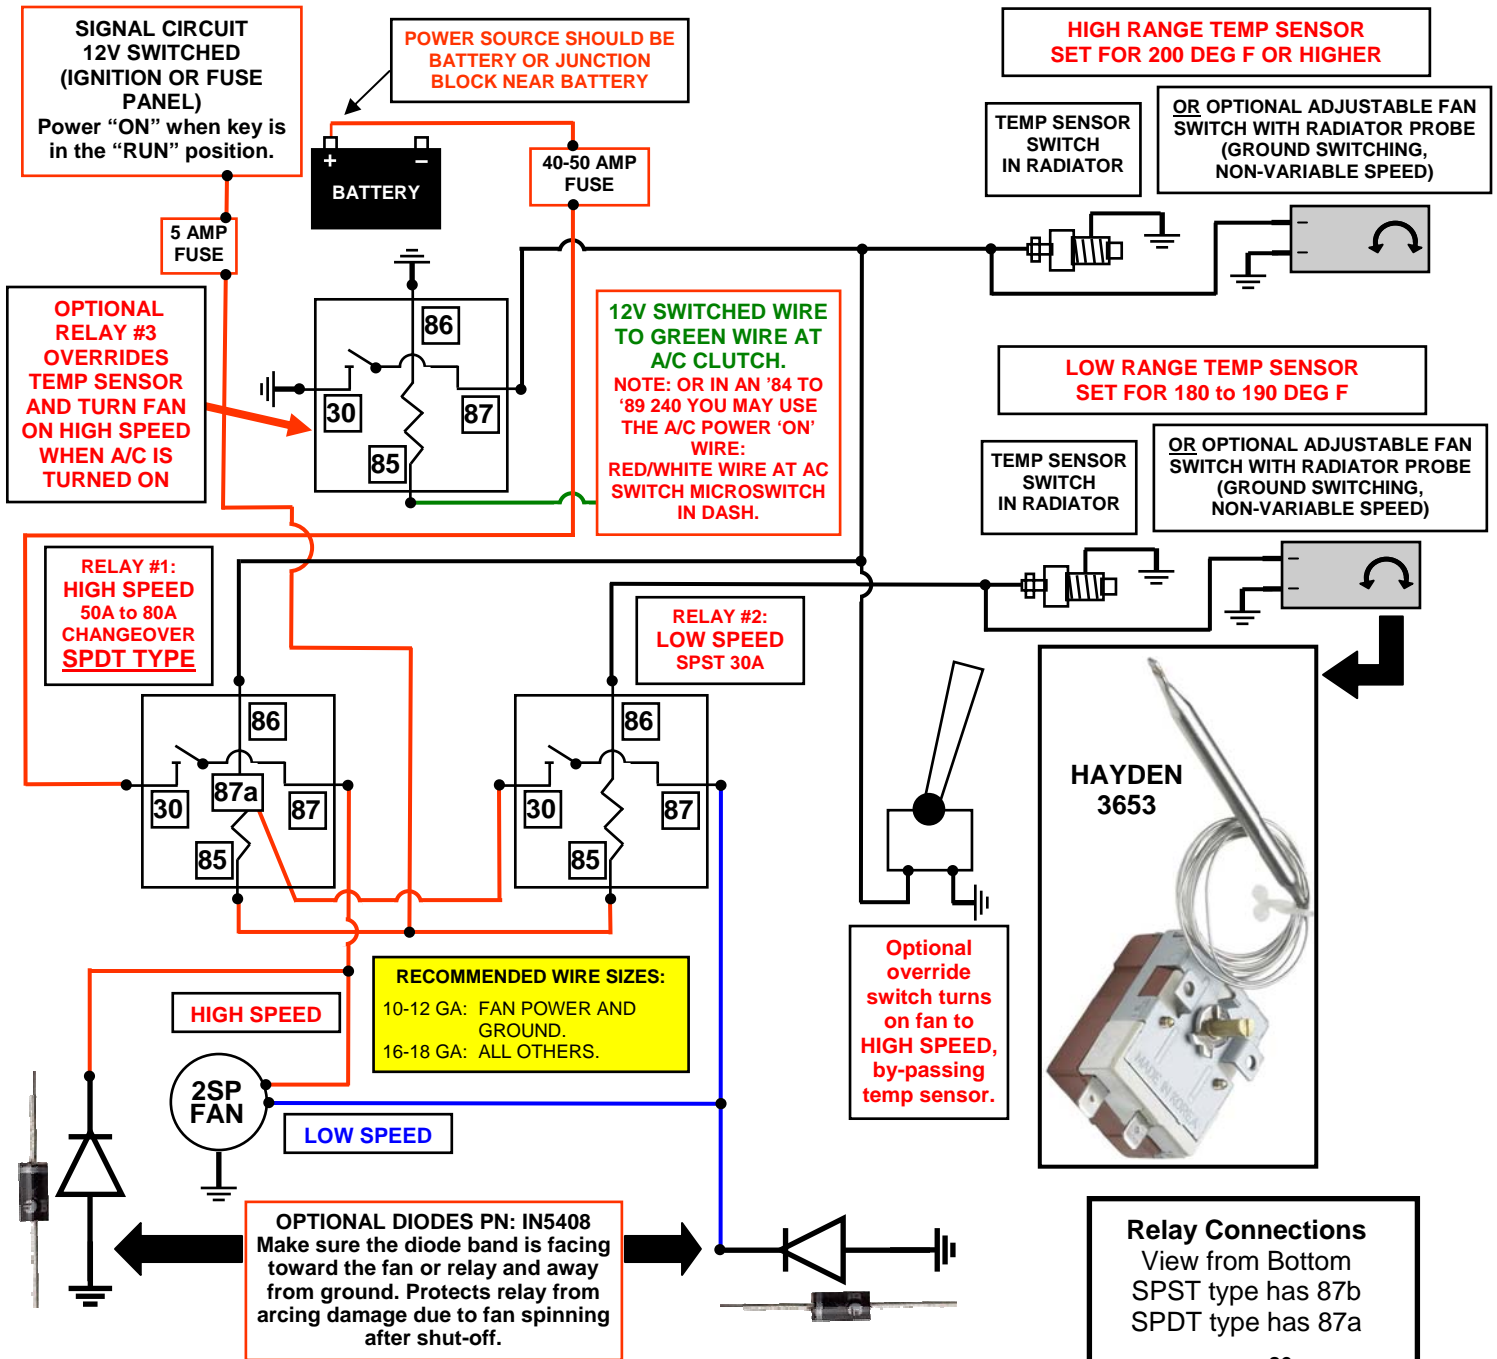 SIGNAL CIRCUIT
12V SWITCHED
(IGNITION OR FUSE
PANEL)
Power “ON” when key is
in the “RUN” position.
POWER SOURCE SHOULD BE
BATTERY OR JUNCTION
BLOCK NEAR BATTERY
HIGH RANGE TEMP SENSOR
SET FOR 200 DEG F OR HIGHER
TEMP SENSOR
SWITCH
IN RADIATOR
OR OPTIONAL ADJUSTABLE FAN
SWITCH WITH RADIATOR PROBE
(GROUND SWITCHING,
NON-VARIABLE SPEED)
+ –
BATTERY
40-50 AMP
FUSE
5 AMP
FUSE
OPTIONAL
RELAY #3
OVERRIDES
TEMP SENSOR
AND TURN FAN
ON HIGH SPEED
WHEN A/C IS
TURNED ON
86
30
87
85
12V SWITCHED WIRE
TO GREEN WIRE AT
A/C CLUTCH.
NOTE: OR IN AN ’84 TO
‘89 240 YOU MAY USE
THE A/C POWER ‘ON’
WIRE:
RED/WHITE WIRE AT AC
SWITCH MICROSWITCH
IN DASH.
LOW RANGE TEMP SENSOR
SET FOR 180 to 190 DEG F
TEMP SENSOR
SWITCH
IN RADIATOR
OR OPTIONAL ADJUSTABLE FAN
SWITCH WITH RADIATOR PROBE
(GROUND SWITCHING,
NON-VARIABLE SPEED)
RELAY #1:
HIGH SPEED
50A to 80A
CHANGEOVER
SPDT TYPE
RELAY #2:
LOW SPEED
SPST 30A
86
87a
30
87
85
86
30
87
85
HAYDEN
3653
MADE IN KOREA
Optional
override
switch turns
on fan to
HIGH SPEED,
by-passing
temp sensor.
RECOMMENDED WIRE SIZES:
10-12 GA: FAN POWER AND
GROUND.
16-18 GA: ALL OTHERS.
HIGH SPEED
2SP
FAN
LOW SPEED
OPTIONAL DIODES PN: IN5408
Make sure the diode band is facing
toward the fan or relay and away
from ground. Protects relay from
arcing damage due to fan spinning
after shut-off.
Relay Connections
View from Bottom
SPST type has 87b
SPDT type has 87a